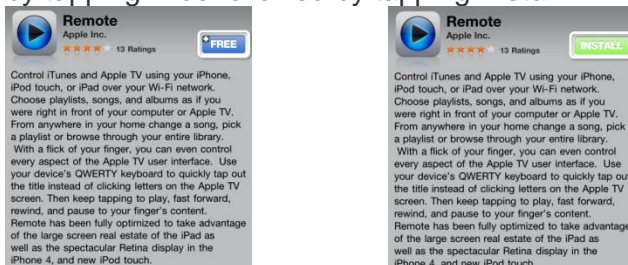 Remote
Apple Inc.
13 Ratings
FREE
Control iTunes and Apple TV using your iPhone,
iPod touch, or iPad over your Wi-Fi network.
Choose playlists, songs, and albums as if you
were right in front of your computer or Apple TV.
From anywhere in your home change a song, pick
a playlist or browse through your entire library.
With a flick of your finger, you can even control
every aspect of the Apple TV user interface. Use
your device's QWERTY keyboard to quickly tap out
the title instead of clicking letters on the Apple TV
screen. Then keep tapping to play, fast forward,
rewind, and pause to your finger's content.
Remote has been fully optimized to take advantage
of the large screen real estate of the iPad as
well as the spectacular Retina display in the
iPhone 4, and new iPod touch.
Remote
Apple Inc.
13 Ratings
INSTALL
Control iTunes and Apple TV using your iPhone,
iPod touch, or iPad over your Wi-Fi network.
Choose playlists, songs, and albums as if you
were right in front of your computer or Apple TV.
From anywhere in your home change a song, pick
a playlist or browse through your entire library.
With a flick of your finger, you can even control
every aspect of the Apple TV user interface. Use
your device's QWERTY keyboard to quickly tap out
the title instead of clicking letters on the Apple TV
screen. Then keep tapping to play, fast forward,
rewind, and pause to your finger's content.
Remote has been fully optimized to take advantage
of the large screen real estate of the iPad as
well as the spectacular Retina display in the
iPhone 4, and new iPod touch.